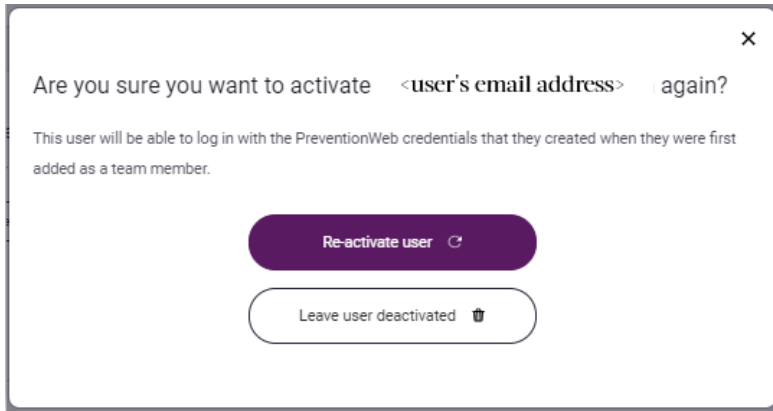 Are you sure you want to activate <user's email address> again?
This user will be able to log in with the PreventionWeb credentials that they created when they were first
added as a team member.
Re-activate user
Leave user deactivated